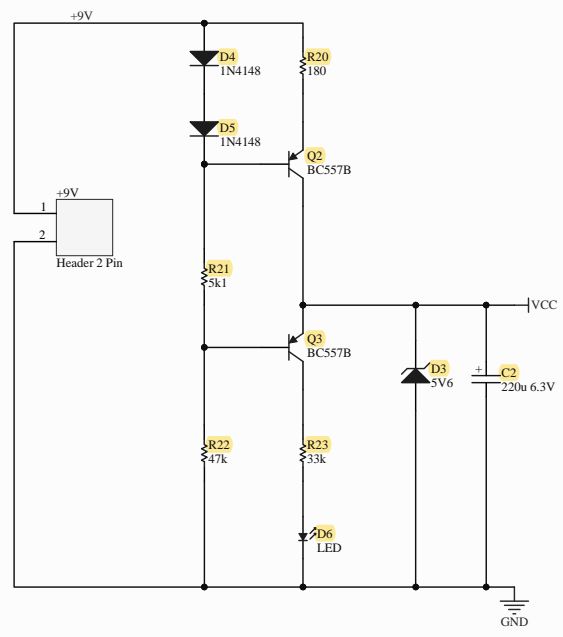 +9V
D4
1N4148
R20
180
D5
1N4148
Q2
BC557B
+9V
1
2
Header 2 Pin
R21
5k1
VCC
Q3
BC557B
D3
5V6
+
C2
220u 6.3V
R22
47k
R23
33k
D6
LED
GND